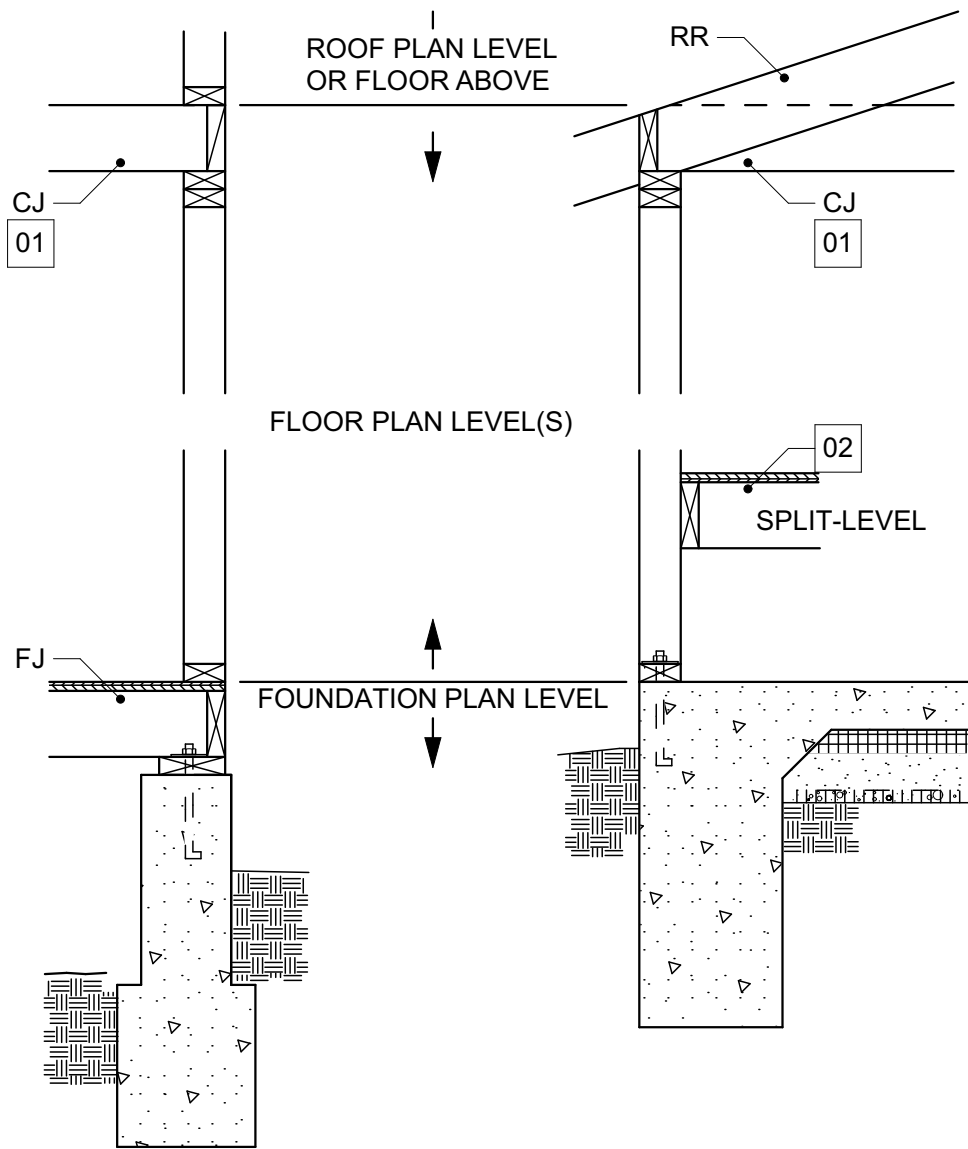 ROOF PLAN LEVEL
OR FLOOR ABOVE
RR
CJ
01
CJ
01
FLOOR PLAN LEVEL(S)
02
SPLIT-LEVEL
FJ
FOUNDATION PLAN LEVEL